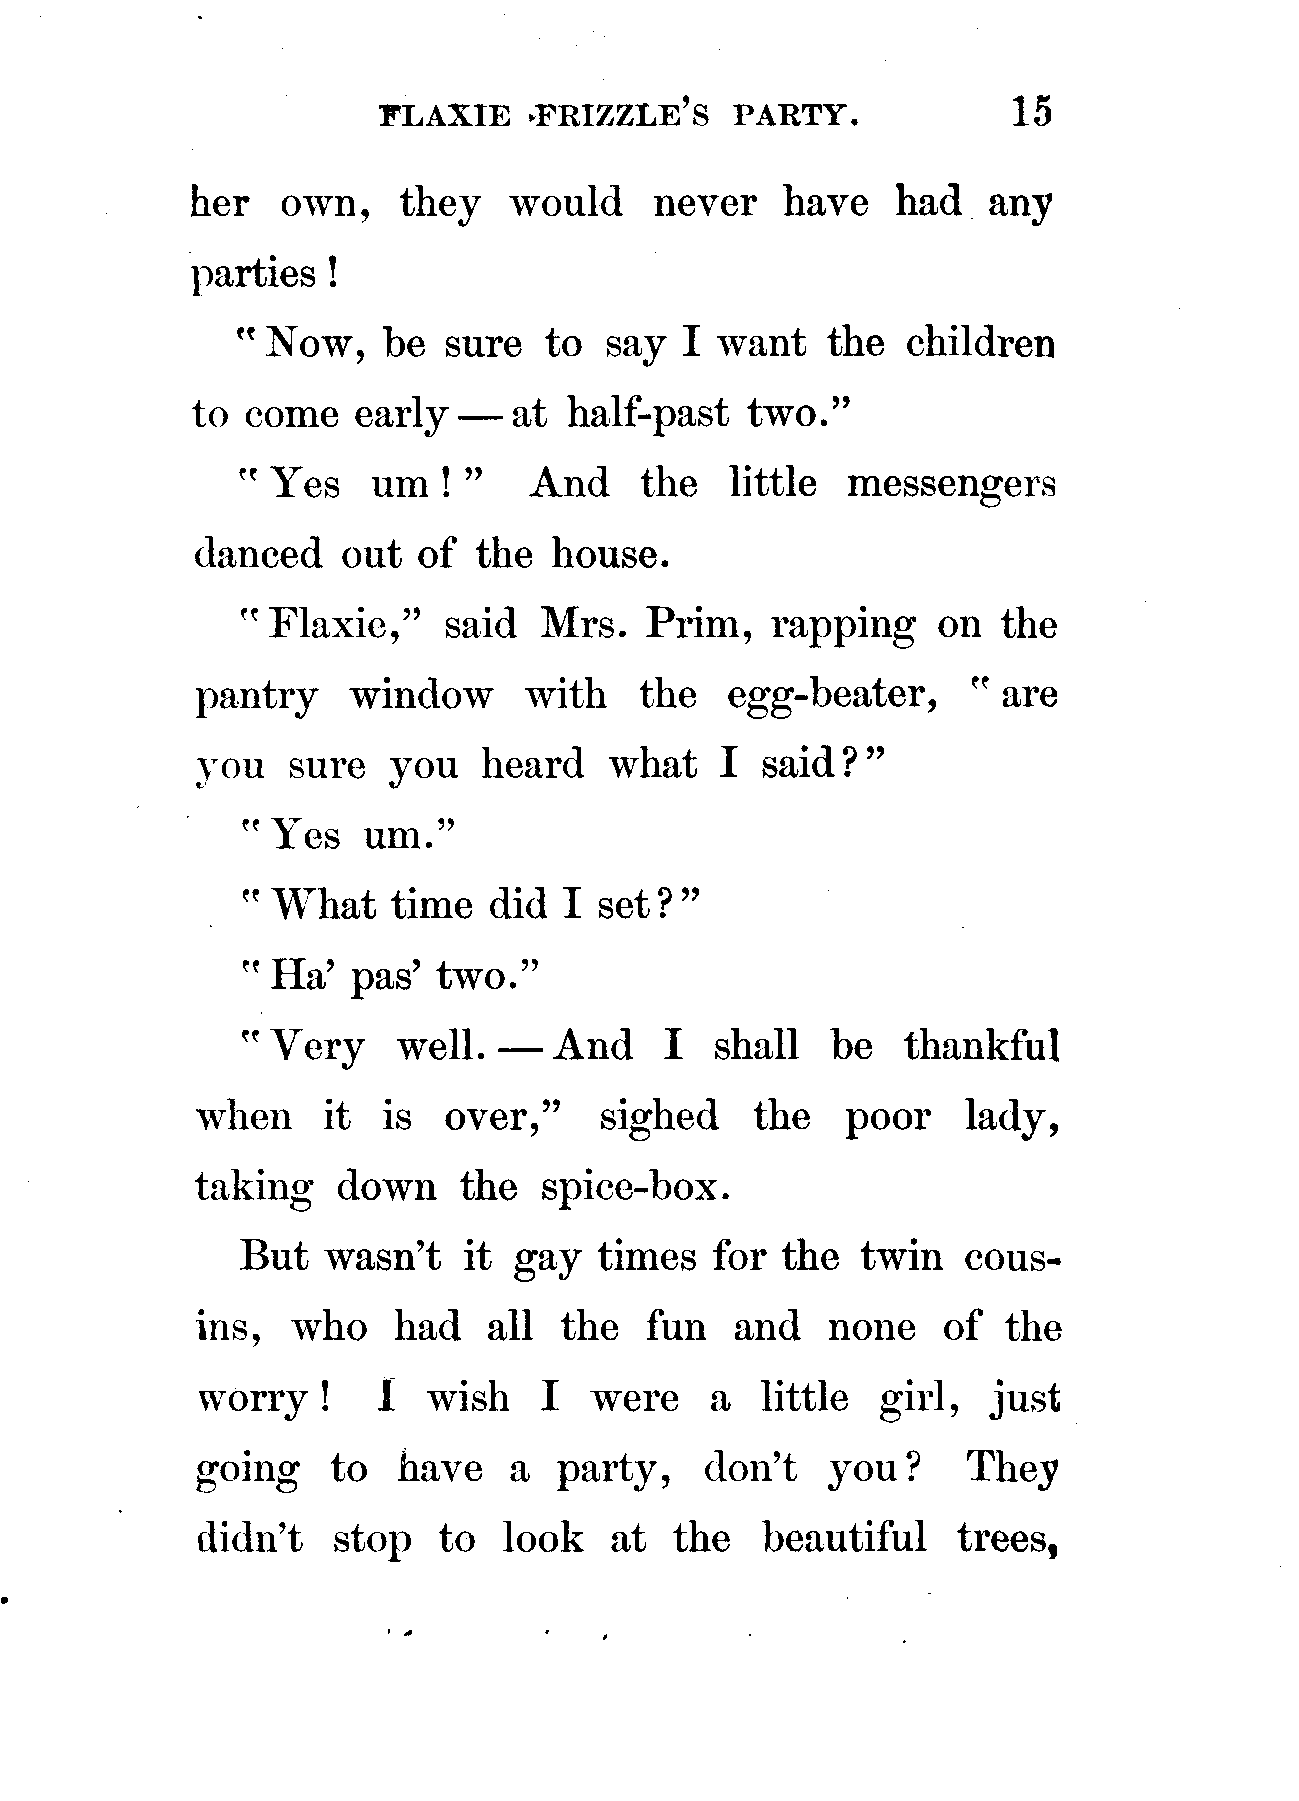 FLAXIE FRIZZLE'S PARTY. 15
her own, they would never have had any
parties!
"Now, be sure to say I want the children
to come early — at half-past two."
"Yes um!" And the little messengers
danced out of the house.
"Flaxie," said Mrs. Prim, rapping on the
pantry window with the egg-beater, "are
you sure you heard what I said?"
"Yes um."
"What time did I set?"
"Ha' pas' two."
"Very well. — And I shall be thankful
when it is over," sighed the poor lady,
taking down the spice-box.
But wasn't it gay times for the twin cous-
ins, who had all the fun and none of the
worry! I wish I were a little girl, just
going to have a party, don't you? They
didn't stop to look at the beautiful trees,